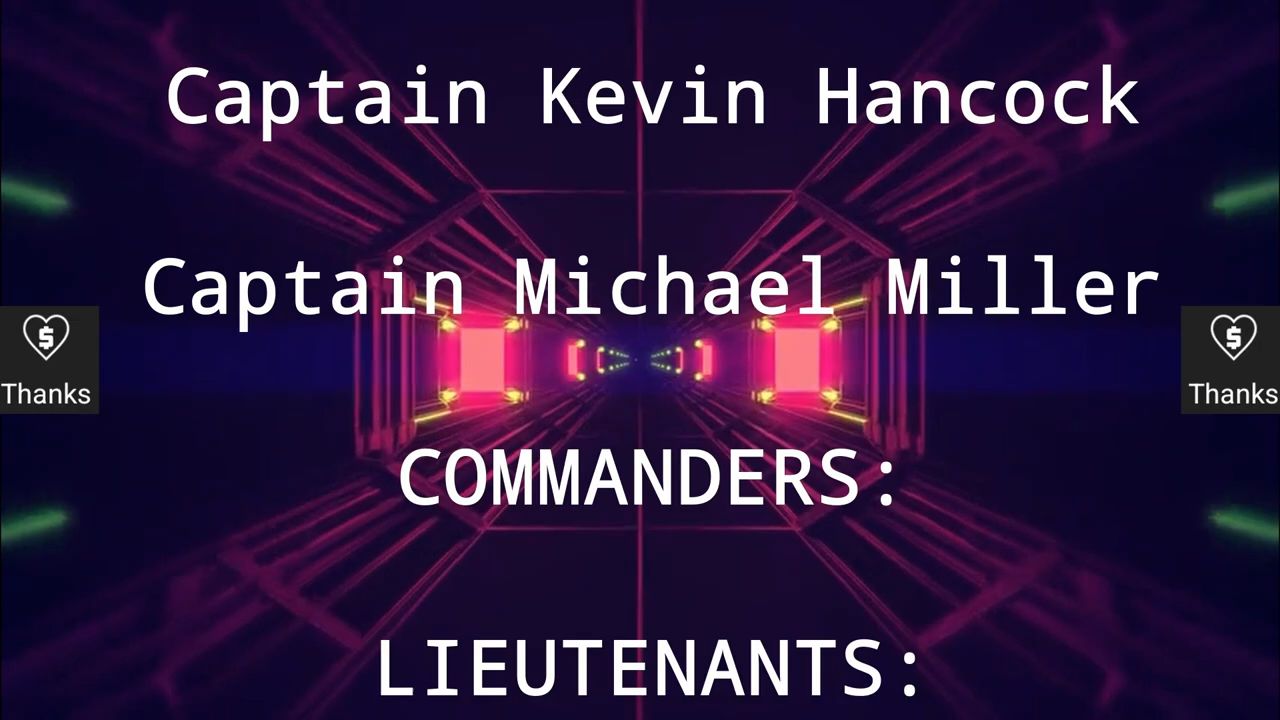 Captain Kevin Hancock
Captain Michael Miller
$ $
Thanks Thanks
COMMANDERS:
LIEUTENANTS: